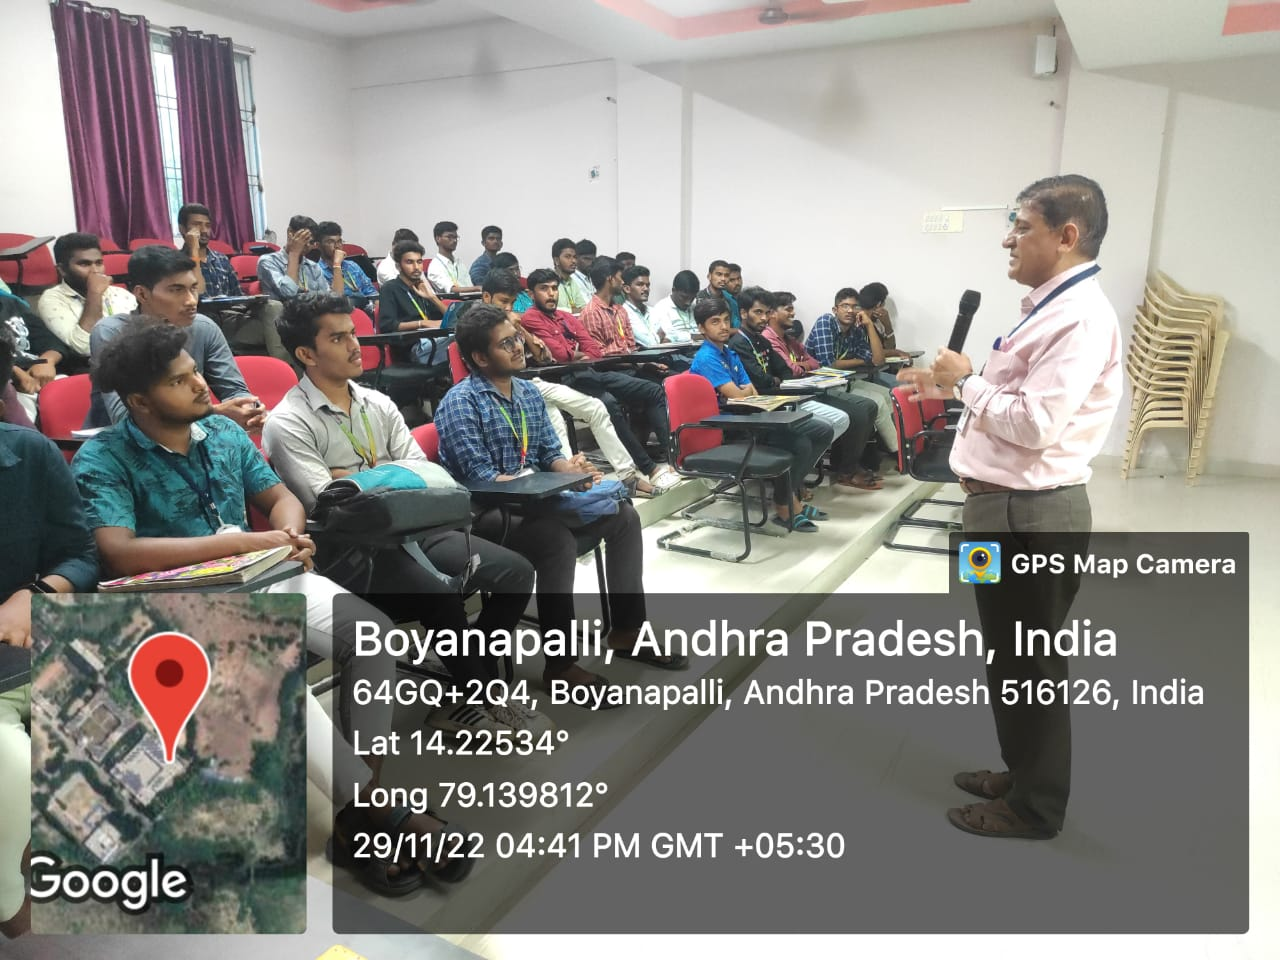 GPS Map Camera
Boyanapalli, Andhra Pradesh, India
64GQ+2Q4, Boyanapalli, Andhra Pradesh 516126, India
Lat 14.22534°
Long 79.139812°
29/11/22 04:41 PM GMT +05:30
Google